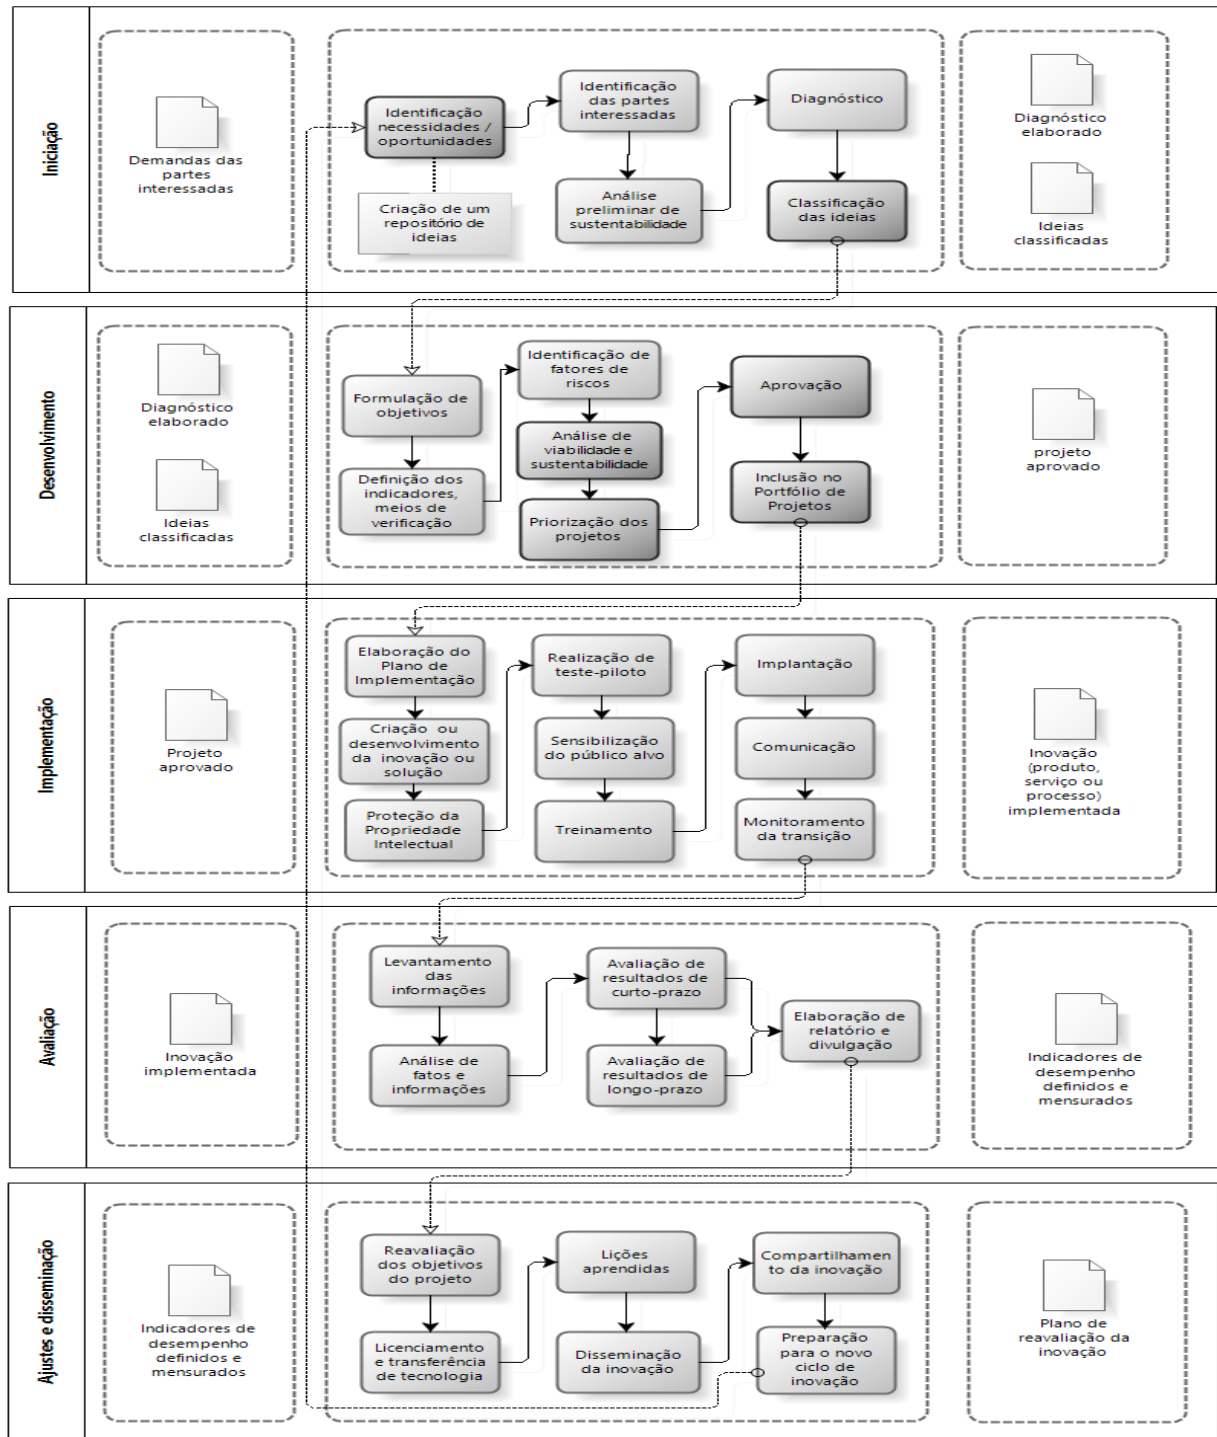 Iniciação
Demandas das
partes
interessadas
Identificação
necessidades /
oportunidades
Criação de um
repositório de
ideias
Identificação
das partes
interessadas
Análise
preliminar de
sustentabilidade
Diagnóstico
Classificação
das ideias
Diagnóstico
elaborado
Ideias
classificadas
Desenvolvimento
Diagnóstico
elaborado
Ideias
classificadas
Formulação de
objetivos
Definição dos
indicadores,
meios de
verificação
Identificação de
fatores de
riscos
Análise de
viabilidade e
sustentabilidade
Priorização dos
projetos
Aprovação
Inclusão no
Portfólio de
Projetos
projeto
aprovado
Implementação
Projeto
aprovado
Elaboração do
Plano de
Implementação
Criação ou
desenvolvimento
da inovação ou
solução
Proteção da
Propriedade
Intelectual
Realização de
teste-piloto
Sensibilização
do público alvo
Treinamento
Implantação
Comunicação
Monitoramento
da transição
Inovação
(produto,
serviço ou
processo)
implementada
Avaliação
Inovação
implementada
Levantamento
das
informações
Análise de
fatos e
informações
Avaliação de
resultados de
curto-prazo
Avaliação de
resultados de
longo-prazo
Elaboração de
relatório e
divulgação
Indicadores de
desempenho
definidos e
mensurados
Ajustes e disseminação
Indicadores de
desempenho
definidos e
mensurados
Reavaliação
dos objetivos
do projeto
Licenciamento
e transferência
de tecnologia
Lições
aprendidas
Disseminação
da inovação
Compartilhamen
to da inovação
Preparação
para o novo
ciclo de
inovação
Plano de
reavaliação da
inovação